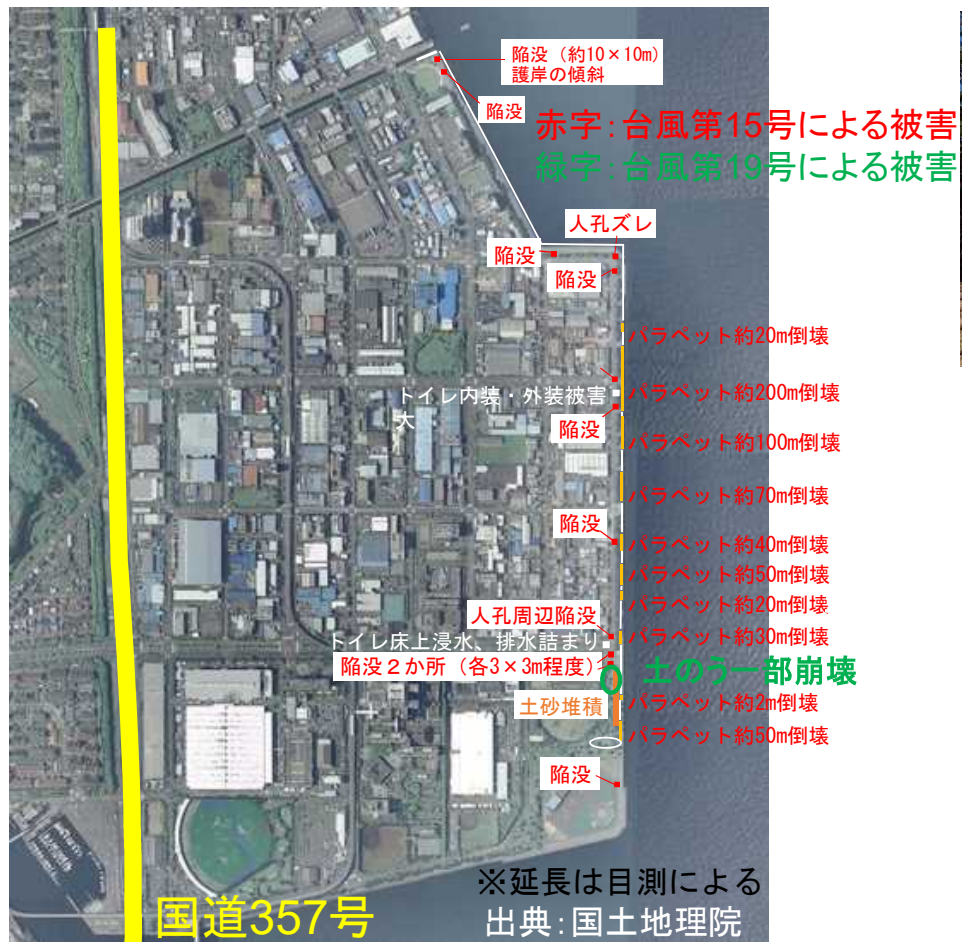 陥没（約10×10m）
護岸の傾斜
陥没
赤字：台風第15号による被害
緑字：台風第19号による被害
人孔ズレ
陥没
陥没
パラペット約20m倒壊
トイレ内装・外装被害
大
パラペット約200m倒壊
陥没
パラペット約100m倒壊
パラペット約70m倒壊
陥没
パラペット約40m倒壊
パラペット約50m倒壊
パラペット約20m倒壊
人孔周辺陥没
パラペット約30m倒壊
トイレ床上浸水、排水詰まり
陥没２か所（各3×3m程度）
土のう一部崩壊
土砂堆積
パラペット約2m倒壊
パラペット約50m倒壊
陥没
※延長は目測による
国道357号
出典：国土地理院